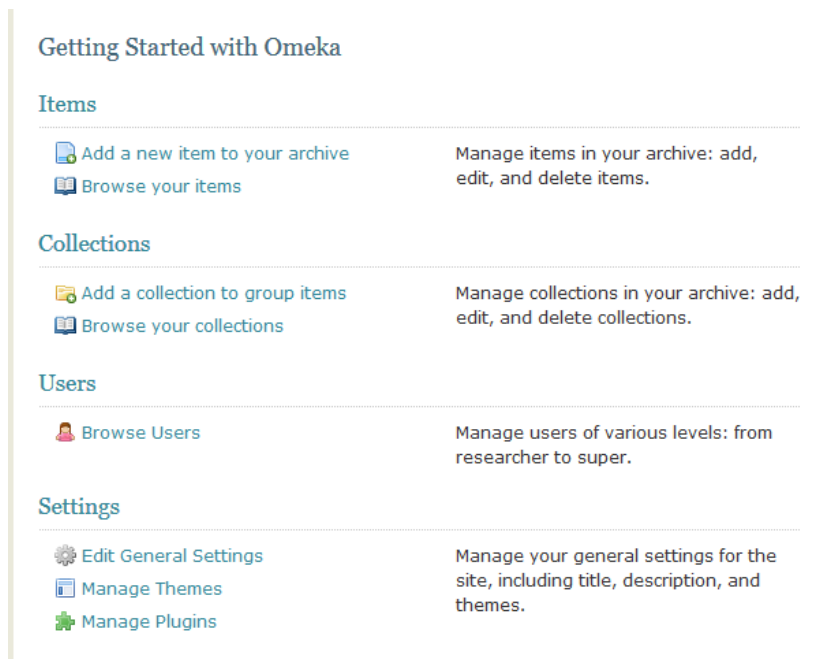 Getting Started with Omeka
Items
Add a new item to your archive
Browse your items
Manage items in your archive: add,
edit, and delete items.
Collections
Add a collection to group items
Browse your collections
Manage collections in your archive: add,
edit, and delete collections.
Users
Browse Users
Manage users of various levels: from
researcher to super.
Settings
Edit General Settings
Manage Themes
Manage Plugins
Manage your general settings for the
site, including title, description, and
themes.